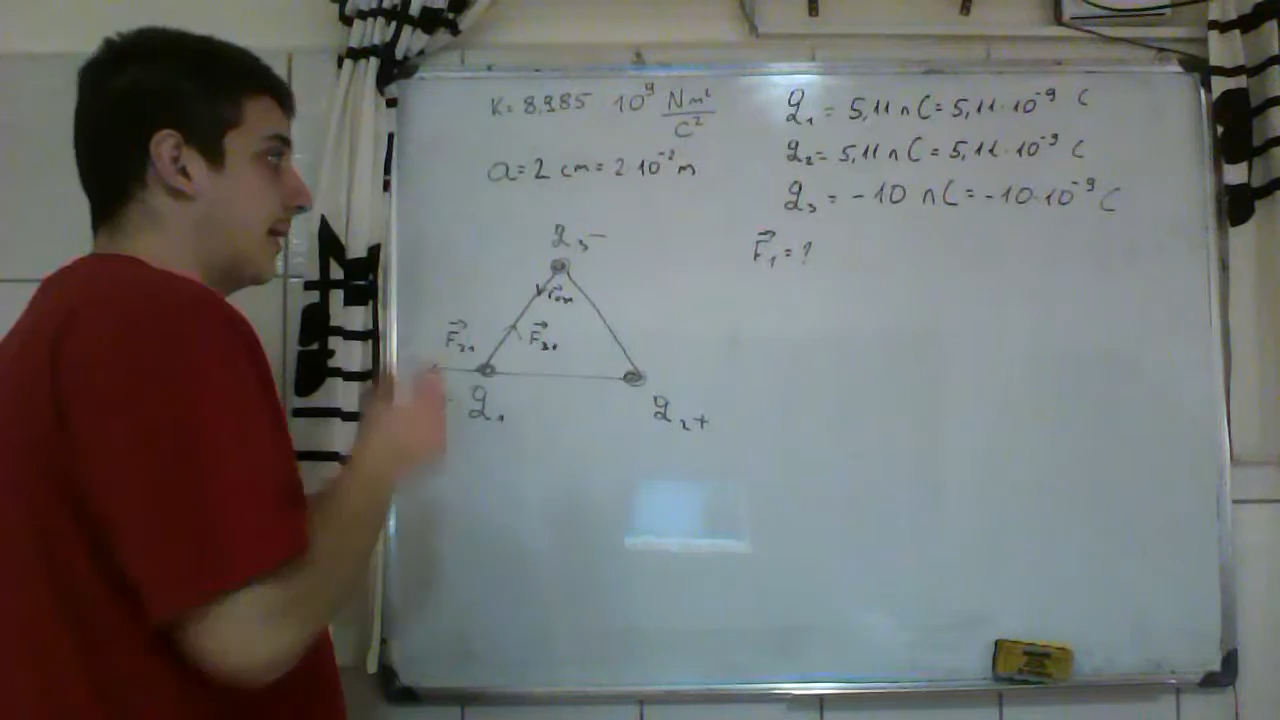 K= 8,985 10⁹ Nm²/C²
a=2 cm=2 10⁻² m
q₁ = 5,11 nC= 5,11·10⁻⁹ C
q₂= 5,11 nC= 5,11·10⁻⁹ C
q₃ = -10 nC= -10·10⁻⁹ C
F⃗₁ = ?
q₃-
F⃗₂₁
F⃗₃₁
q₁
q₂+